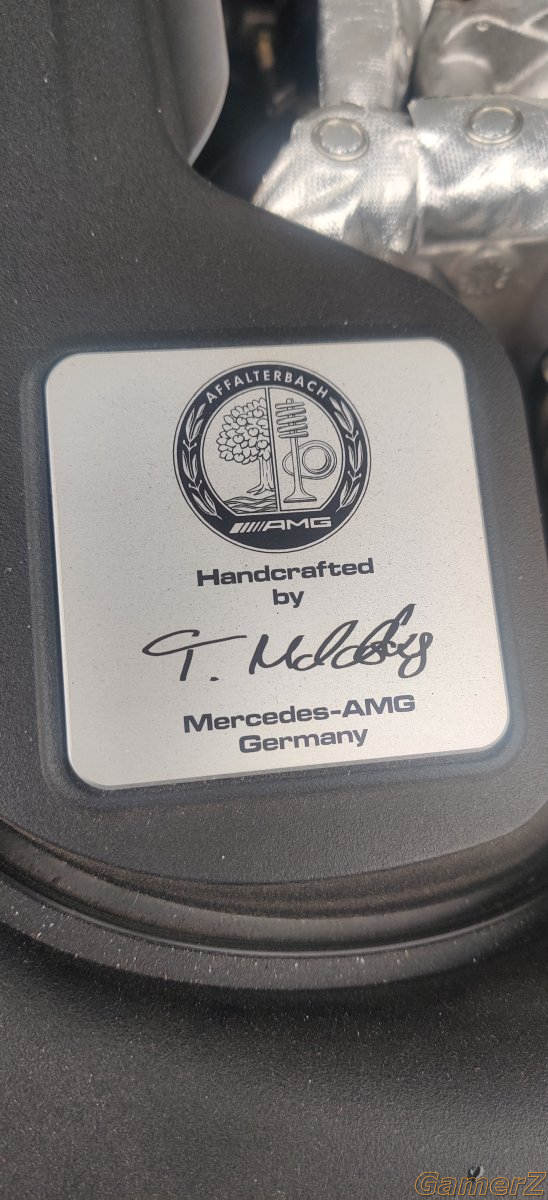 AFFALTERBACH
AMG
Handcrafted
by
T.
Mercedes-AMG
Germany
GamerZ